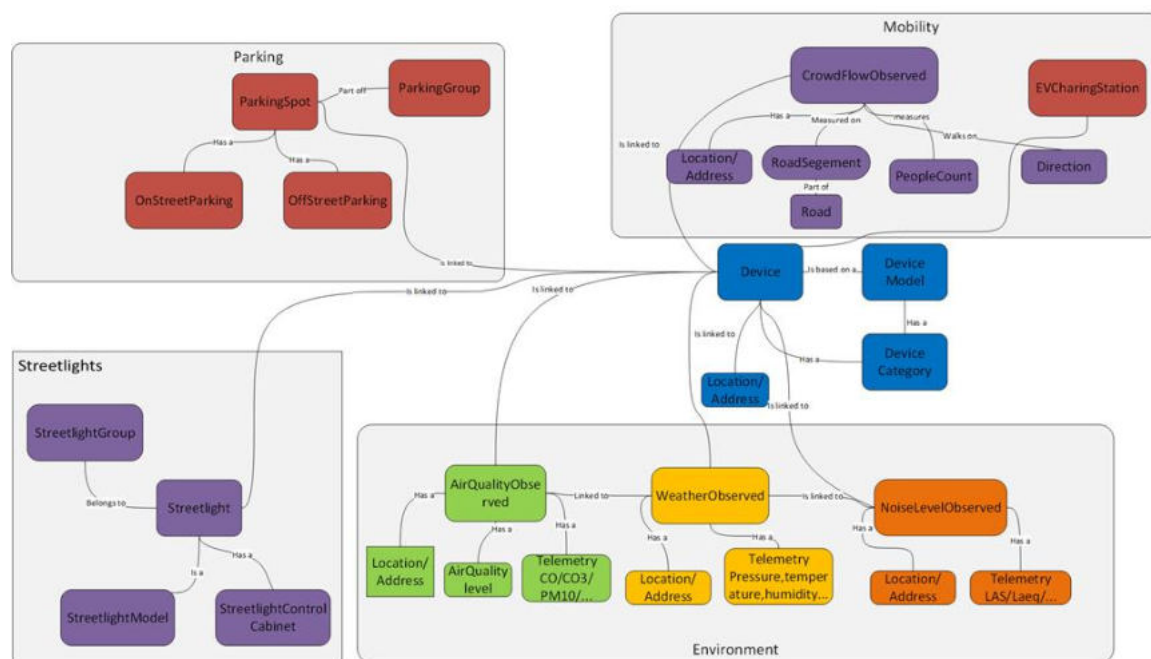 Parking
ParkingSpot
Part off
ParkingGroup
Has a
Has a
OnStreetParking
OffStreetParking
Is linked to
Mobility
CrowdFlowObserved
EVCharingStation
Has a
Measured on
measures
Walks on
Is linked to
Location/
Address
RoadSegement
PeopleCount
Direction
Part of
Road
Device
Is based on a
Device
Model
Has a
Device
Category
Has a
Is linked to
Location/
Address
Is linked to
Is linked to
Is linked to
Streetlights
StreetlightGroup
Belongs to
Streetlight
Is a
Has a
StreetlightModel
StreetlightControl
Cabinet
AirQualityObse
rved
Linked to
WeatherObserved
Is linked to
NoiseLevelObserved
Has a
Has a
Has a
Has a
Has a
Has a
Has a
Location/
Address
AirQuality
level
Telemetry
CO/CO3/
PM10/...
Location/
Address
Telemetry
Pressure,temper
ature,humidity...
Location/
Address
Telemetry
LAS/Laeq/...
Environment